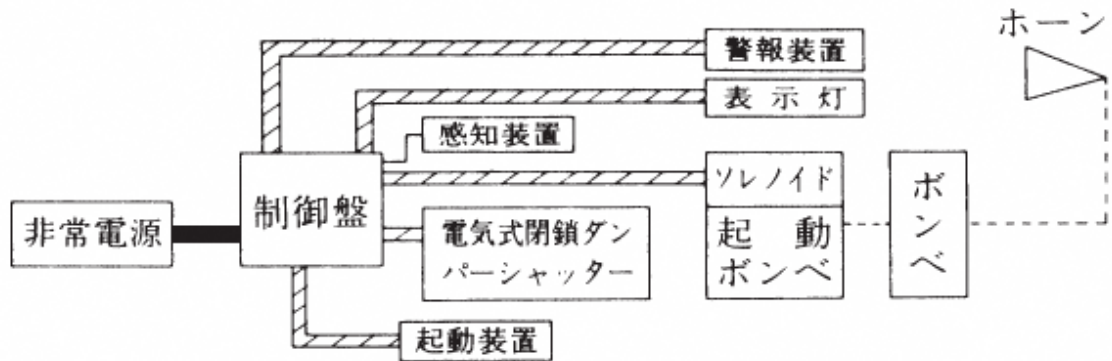 ホーン
警報装置
表示灯
感知装置
制御盤
ソレノイド
ボンベ
非常電源
電気式閉鎖ダン
パーシャッター
起動
ボンベ
起動装置